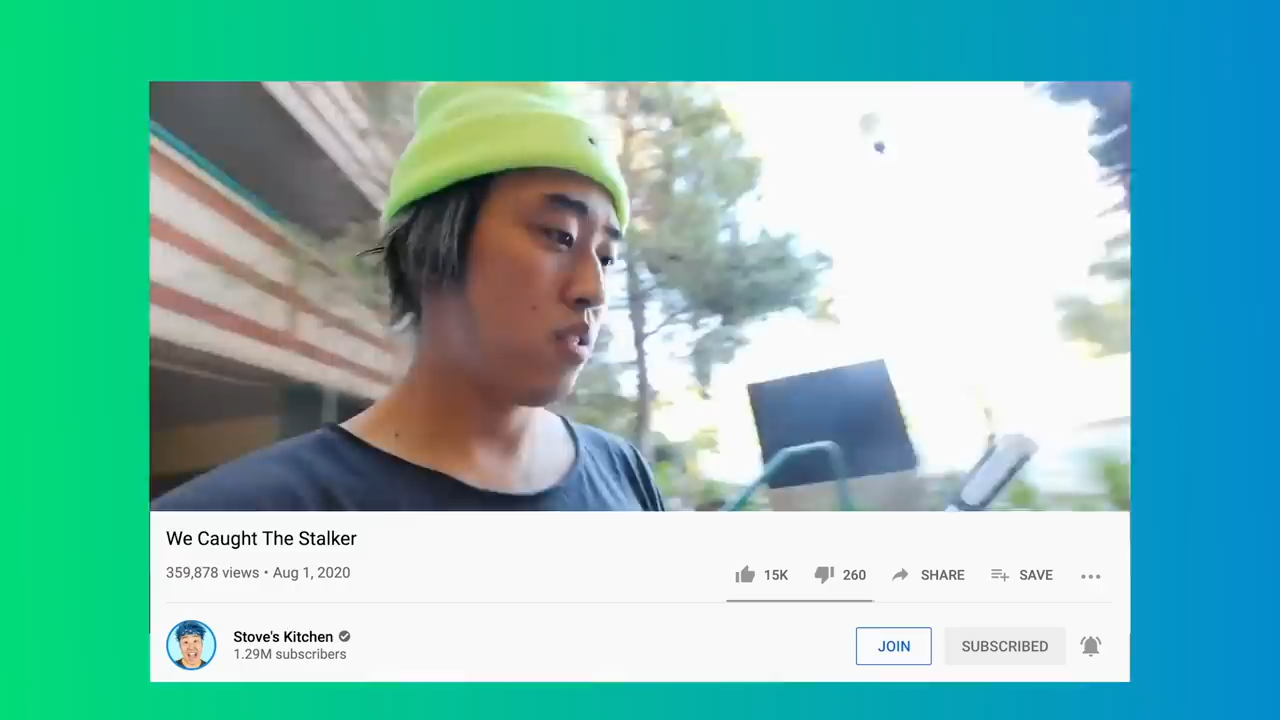 We Caught The Stalker
359,878 views • Aug 1, 2020
15K
260
SHARE
SAVE
Stove's Kitchen
1.29M subscribers
JOIN
SUBSCRIBED